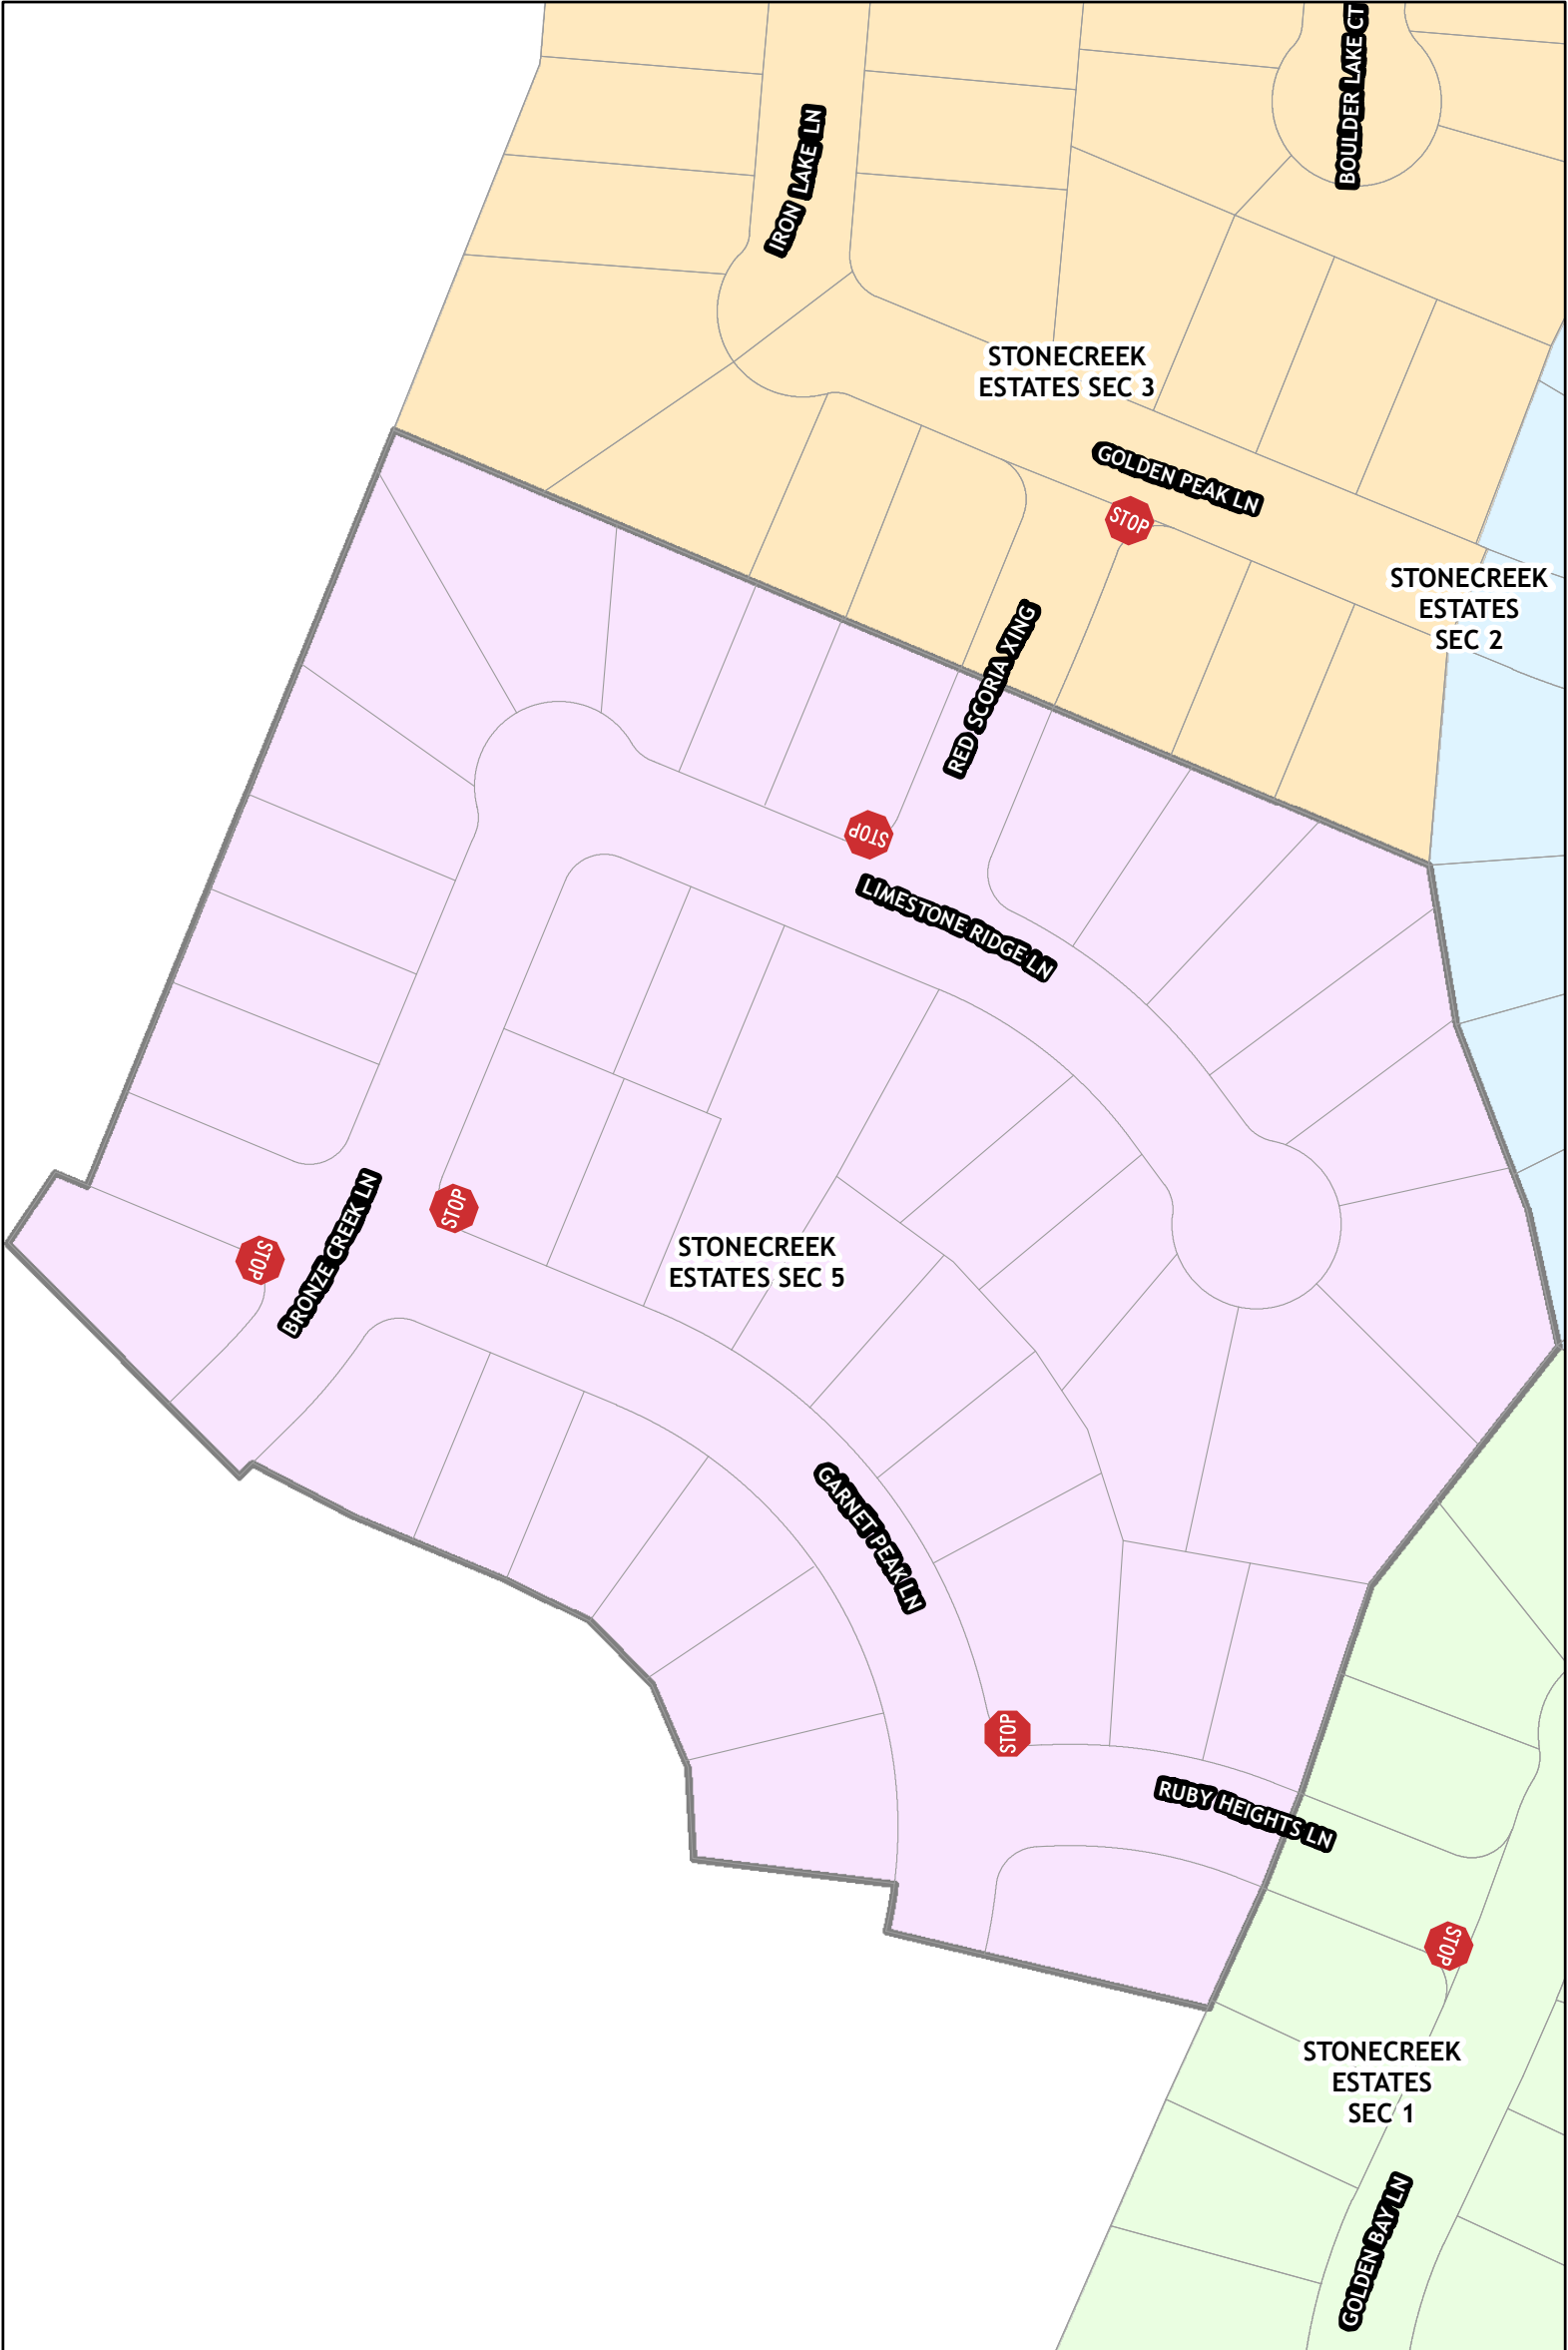 BOULDER LAKE CT
IRON LAKE LN
STONECREEK
ESTATES SEC 3
GOLDEN PEAK LN
STOP
STONECREEK
ESTATES
SEC 2
RED SCORIA XING
STOP
LIMESTONE RIDGE LN
BRONZE CREEK LN
STOP
STOP
STONECREEK
ESTATES SEC 5
GARNET PEAK LN
STOP
RUBY HEIGHTS LN
STOP
STONECREEK
ESTATES
SEC 1
GOLDEN BAY LN